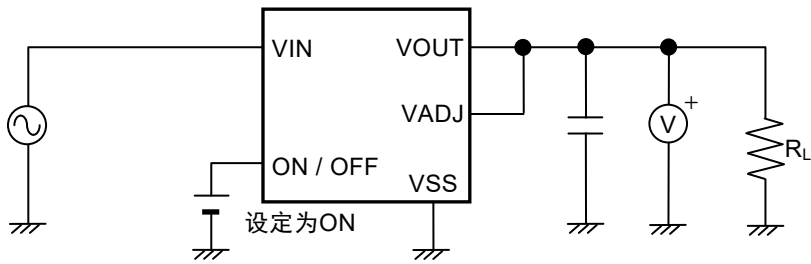 VIN
VOUT
VADJ
ON / OFF
VSS
设定为ON
V
+
RL